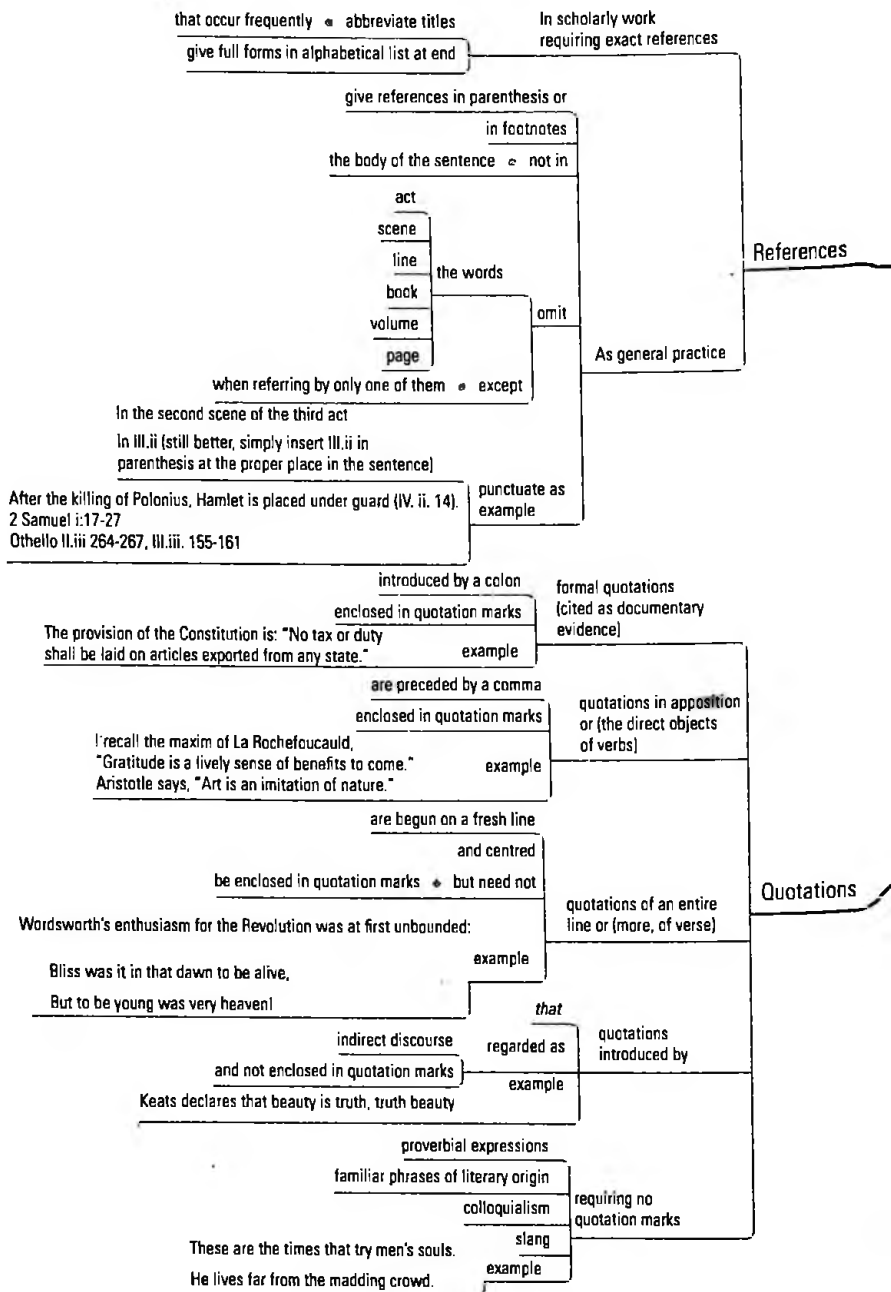 that occur frequently • abbreviate titles
give full forms in alphabetical list at end
In scholarly work
requiring exact references
give references in parenthesis or
in footnotes
the body of the sentence • not in
act
scene
line
book
volume
page
the words
when referring by only one of them • except
omit
As general practice
References
In the second scene of the third act
In III.ii (still better, simply insert III.ii in
parenthesis at the proper place in the sentence)
After the killing of Polonius, Hamlet is placed under guard (IV. ii. 14).
2 Samuel i:17-27
Othello II.iii 264-267, III.iii. 155-161
punctuate as
example
introduced by a colon
enclosed in quotation marks
The provision of the Constitution is: "No tax or duty
shall be laid on articles exported from any state."
example
formal quotations
(cited as documentary
evidence)
are preceded by a comma
enclosed in quotation marks
I recall the maxim of La Rochefoucauld,
"Gratitude is a lively sense of benefits to come."
Aristotle says, "Art is an imitation of nature."
example
quotations in apposition
or (the direct objects
of verbs)
are begun on a fresh line
and centred
be enclosed in quotation marks • but need not
Wordsworth's enthusiasm for the Revolution was at first unbounded:
Bliss was it in that dawn to be alive,
But to be young was very heaven!
example
quotations of an entire
line or (more, of verse)
Quotations
that
indirect discourse
and not enclosed in quotation marks
regarded as
Keats declares that beauty is truth, truth beauty
example
quotations
introduced by
proverbial expressions
familiar phrases of literary origin
colloquialism
slang
These are the times that try men's souls.
He lives far from the madding crowd.
example
requiring no
quotation marks